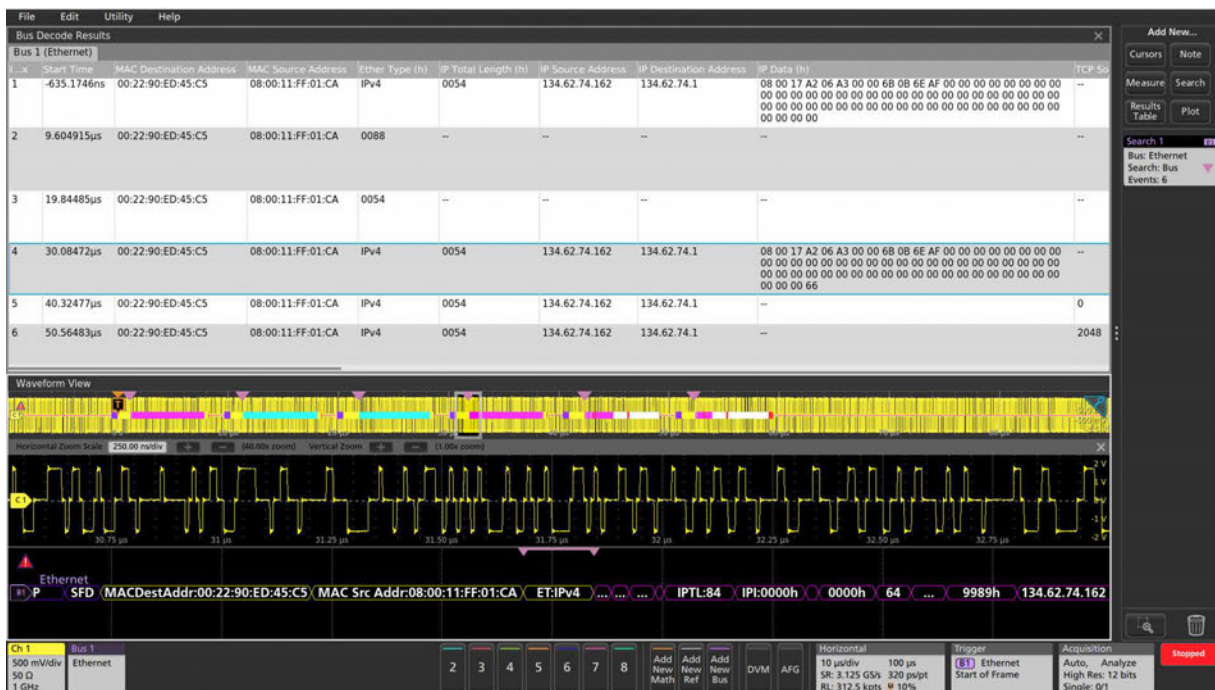 File Edit Utility Help
Bus Decode Results
Bus 1 (Ethernet)
Start Time MAC Destination Address MAC Source Address Ether Type (h) IP Total Length (h) IP Source Address IP Destination Address IP Data (h) TCP So
1 -635.1746ns 00:22:90:ED:45:C5 08:00:11:FF:01:CA IPv4 0054 134.62.74.162 134.62.74.1 08 00 17 A2 06 A3 00 00 6B 0B 6E AF 00 00 00 00 00 00 00 00 --
00 00 00 00 00 00 00 00 00 00 00 00 00 00 00 00 00 00 00 00
00 00 00 00 00 00 00 00 00 00 00 00 00 00 00 00 00 00 00 00
00 00 00 00
2 9.604915µs 00:22:90:ED:45:C5 08:00:11:FF:01:CA 0088 -- -- -- -- --
3 19.84485µs 00:22:90:ED:45:C5 08:00:11:FF:01:CA 0054 -- -- -- -- --
4 30.08472µs 00:22:90:ED:45:C5 08:00:11:FF:01:CA IPv4 0054 134.62.74.162 134.62.74.1 08 00 17 A2 06 A3 00 00 6B 0B 6E AF 00 00 00 00 00 00 00 00 --
00 00 00 00 00 00 00 00 00 00 00 00 00 00 00 00 00 00 00 00
00 00 00 00 00 00 00 00 00 00 00 00 00 00 00 00 00 00 00 00
00 00 00 66
5 40.32477µs 00:22:90:ED:45:C5 08:00:11:FF:01:CA IPv4 0054 134.62.74.162 134.62.74.1 -- 0
6 50.56483µs 00:22:90:ED:45:C5 08:00:11:FF:01:CA IPv4 0054 134.62.74.162 134.62.74.1 -- 2048
Add New...
Cursors Note
Measure Search
Results Table Plot
Search 1 B1
Bus: Ethernet
Search: Bus
Events: 6
Waveform View
T
Horizontal Zoom Scale 250.00 ns/div + - (40.00x zoom) Vertical Zoom + - (1.00x zoom)
2 V
C1
-1 V
-2 V
30.75 µs 31 µs 31.25 µs 31.50 µs 31.75 µs 32 µs 32.25 µs 32.50 µs 32.75 µs
Ethernet
B1 P SFD MACDestAddr:00:22:90:ED:45:C5 MAC Src Addr:08:00:11:FF:01:CA ET:IPv4 ... ... ... IPTL:84 IPI:0000h 0000h 64 ... 9989h 134.62.74.162
Ch 1
500 mV/div
50 Ω
1 GHz
Bus 1
Ethernet
2 3 4 5 6 7 8
Add New Math
Add New Ref
Add New Bus
DVM AFG
Horizontal
10 µs/div 100 µs
SR: 3.125 GS/s 320 ps/pt
RL: 312.5 kpts 10%
Trigger
B1 Ethernet
Start of Frame
Acquisition
Auto, Analyze
High Res: 12 bits
Single: 0/1
Stopped